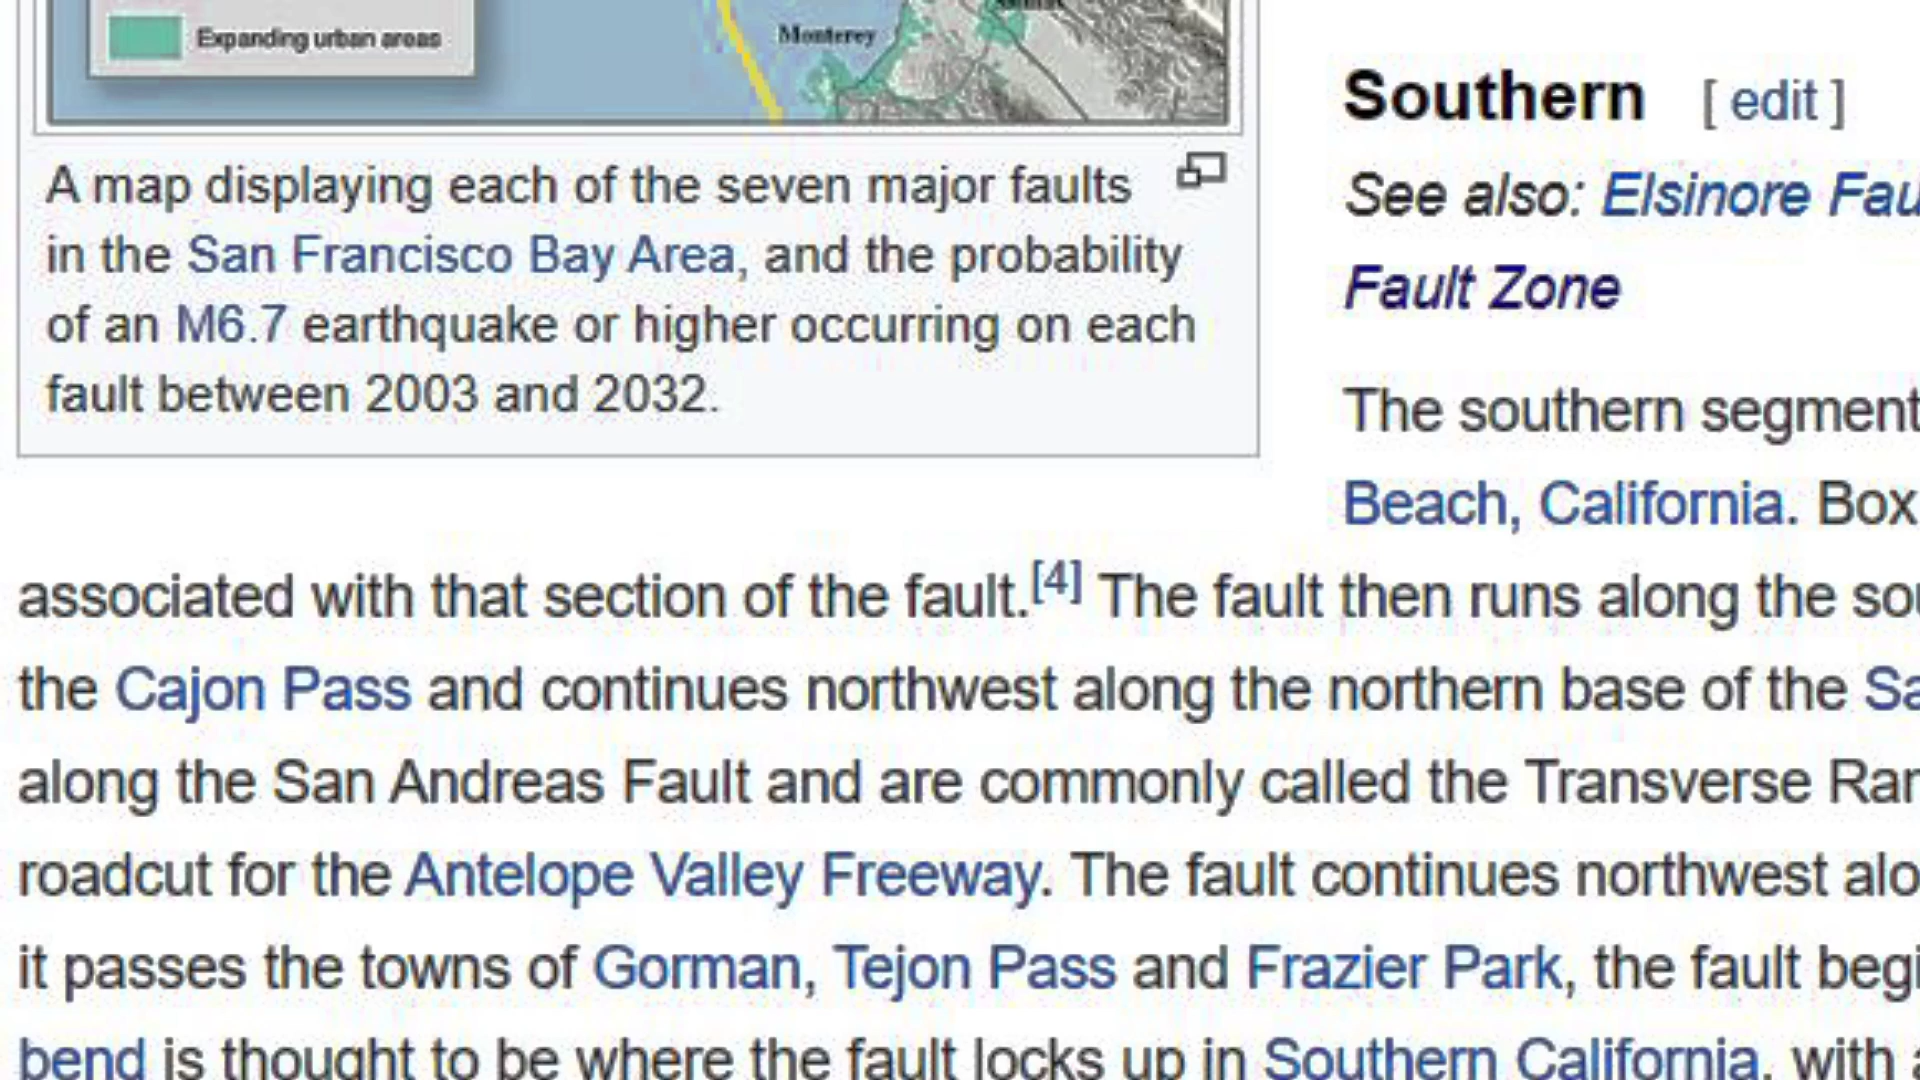 Expanding urban areas
Monterey
A map displaying each of the seven major faults
in the San Francisco Bay Area, and the probability
of an M6.7 earthquake or higher occurring on each
fault between 2003 and 2032.
Southern [ edit ]
See also: Elsinore Fau
Fault Zone
The southern segment
Beach, California. Box
associated with that section of the fault.[4] The fault then runs along the sou
the Cajon Pass and continues northwest along the northern base of the Sa
along the San Andreas Fault and are commonly called the Transverse Ran
roadcut for the Antelope Valley Freeway. The fault continues northwest alo
it passes the towns of Gorman, Tejon Pass and Frazier Park, the fault begi
bend is thought to be where the fault locks up in Southern California, with a